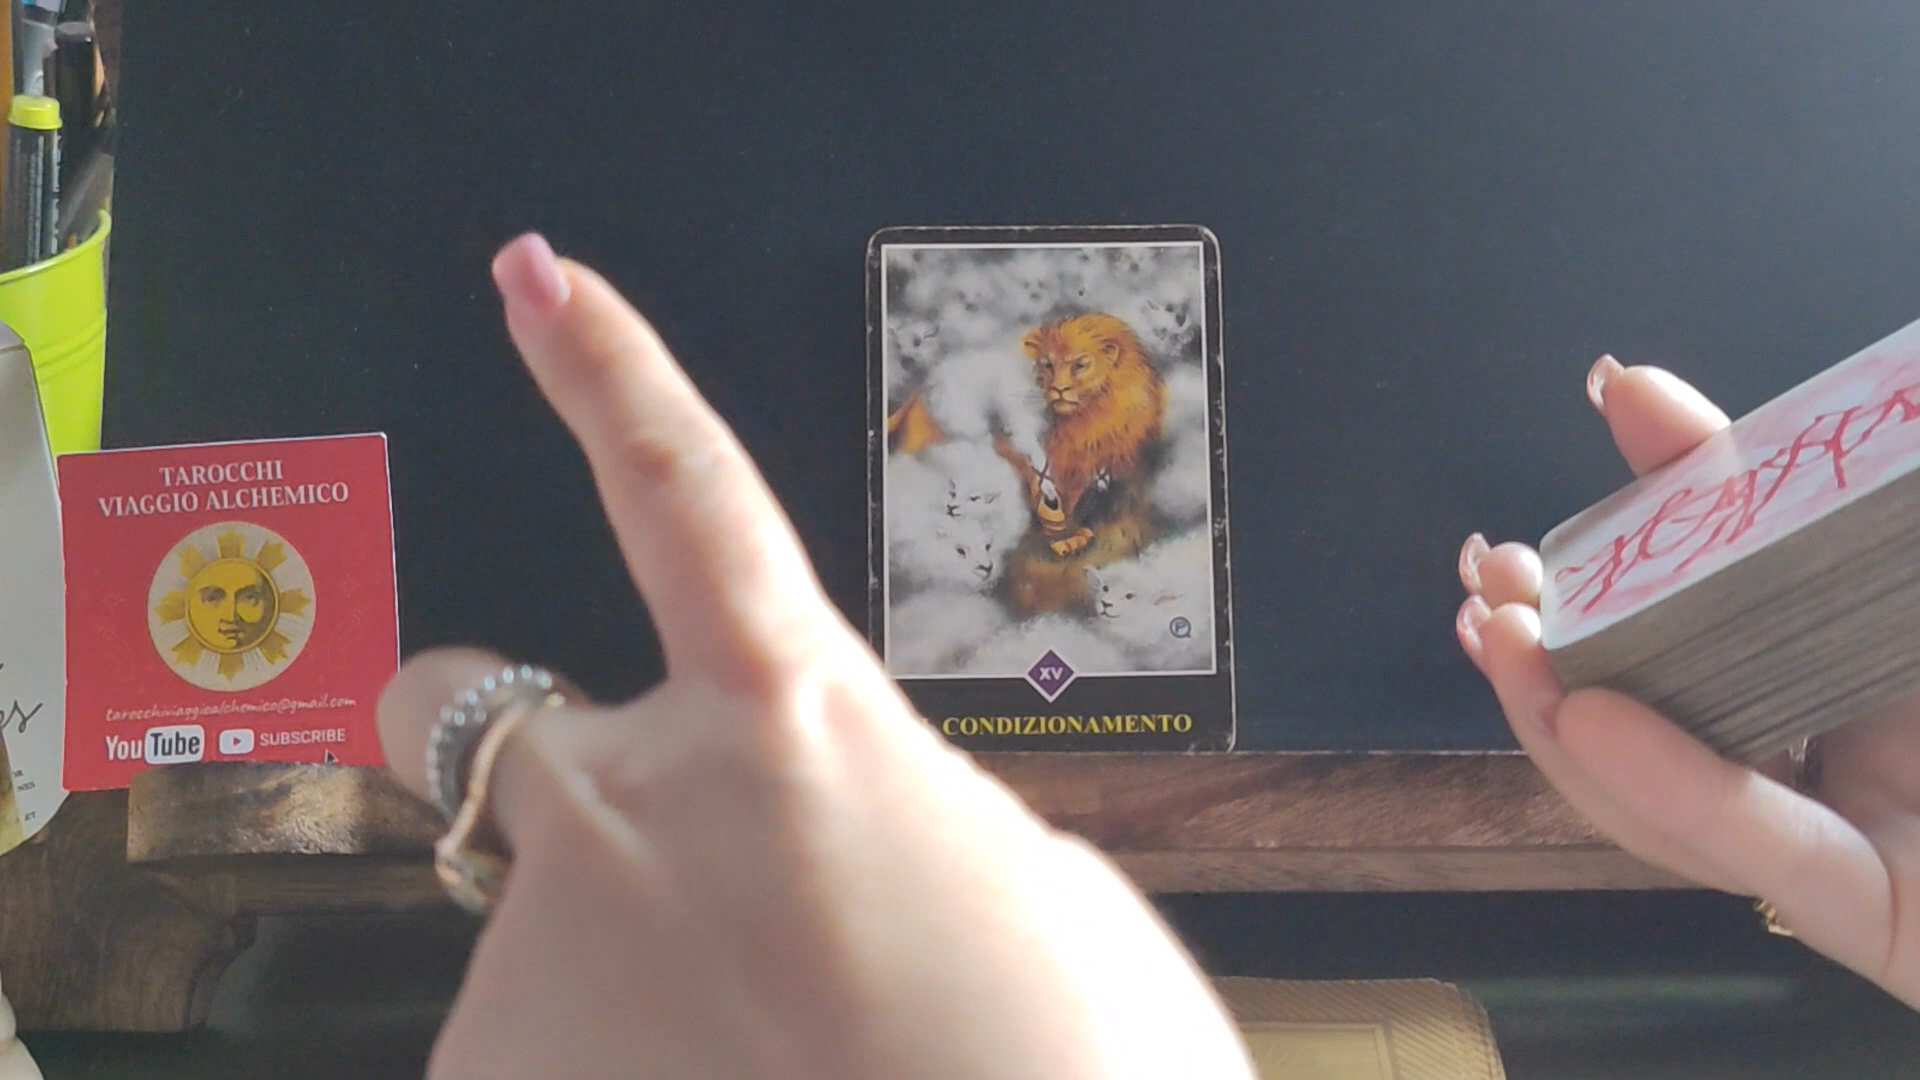 TAROCCHI
VIAGGIO ALCHEMICO
tarocchiviaggioalchemico@gmail.com
YouTube SUBSCRIBE
XV
CONDIZIONAMENTO